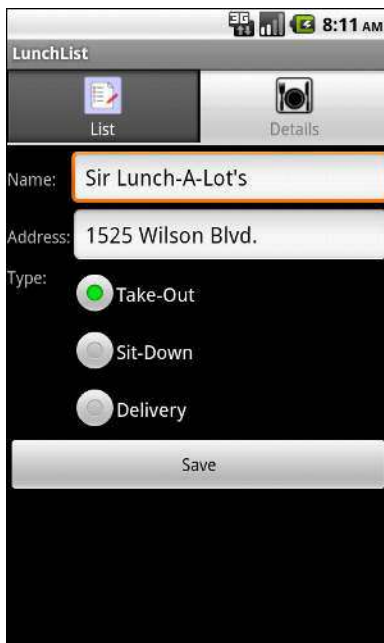 3G 8:11 AM
LunchList
List Details
Name: Sir Lunch-A-Lot's
Address: 1525 Wilson Blvd.
Type:
Take-Out
Sit-Down
Delivery
Save